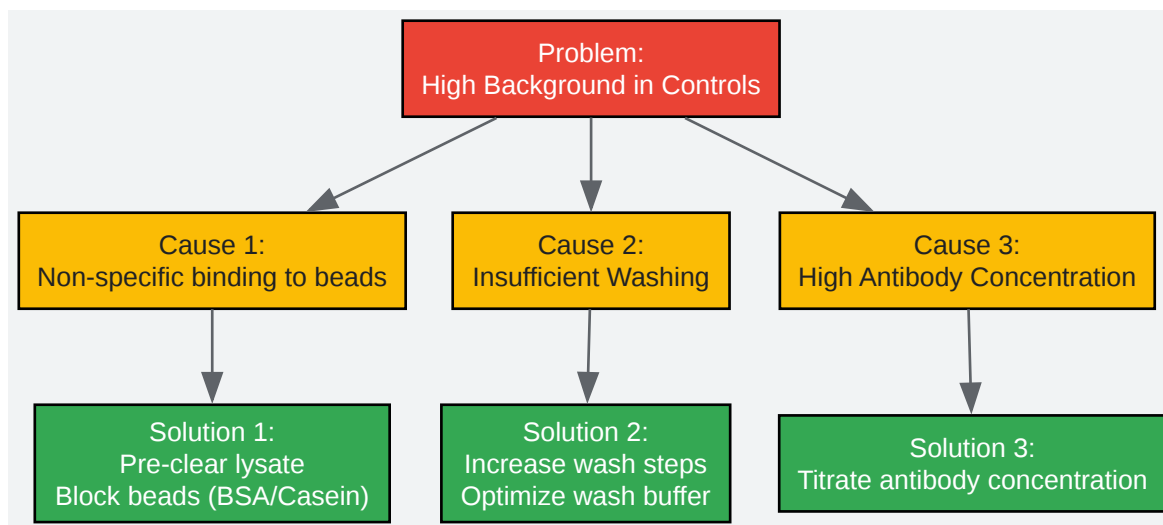 Problem:
High Background in Controls
Cause 1:
Non-specific binding to beads
Cause 2:
Insufficient Washing
Cause 3:
High Antibody Concentration
Solution 1:
Pre-clear lysate
Block beads (BSA/Casein)
Solution 2:
Increase wash steps
Optimize wash buffer
Solution 3:
Titrate antibody concentration